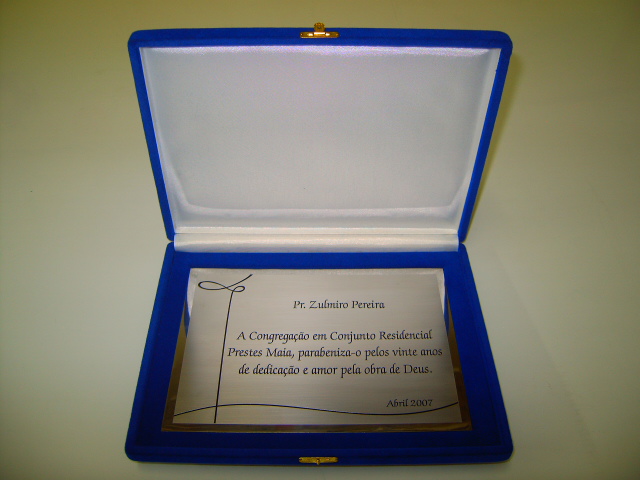 Pr. Zulmiro Pereira
A Congregação em Conjunto Residencial
Prestes Maia, parabeniza-o pelos vinte anos
de dedicação e amor pela obra de Deus.
Abril 2007